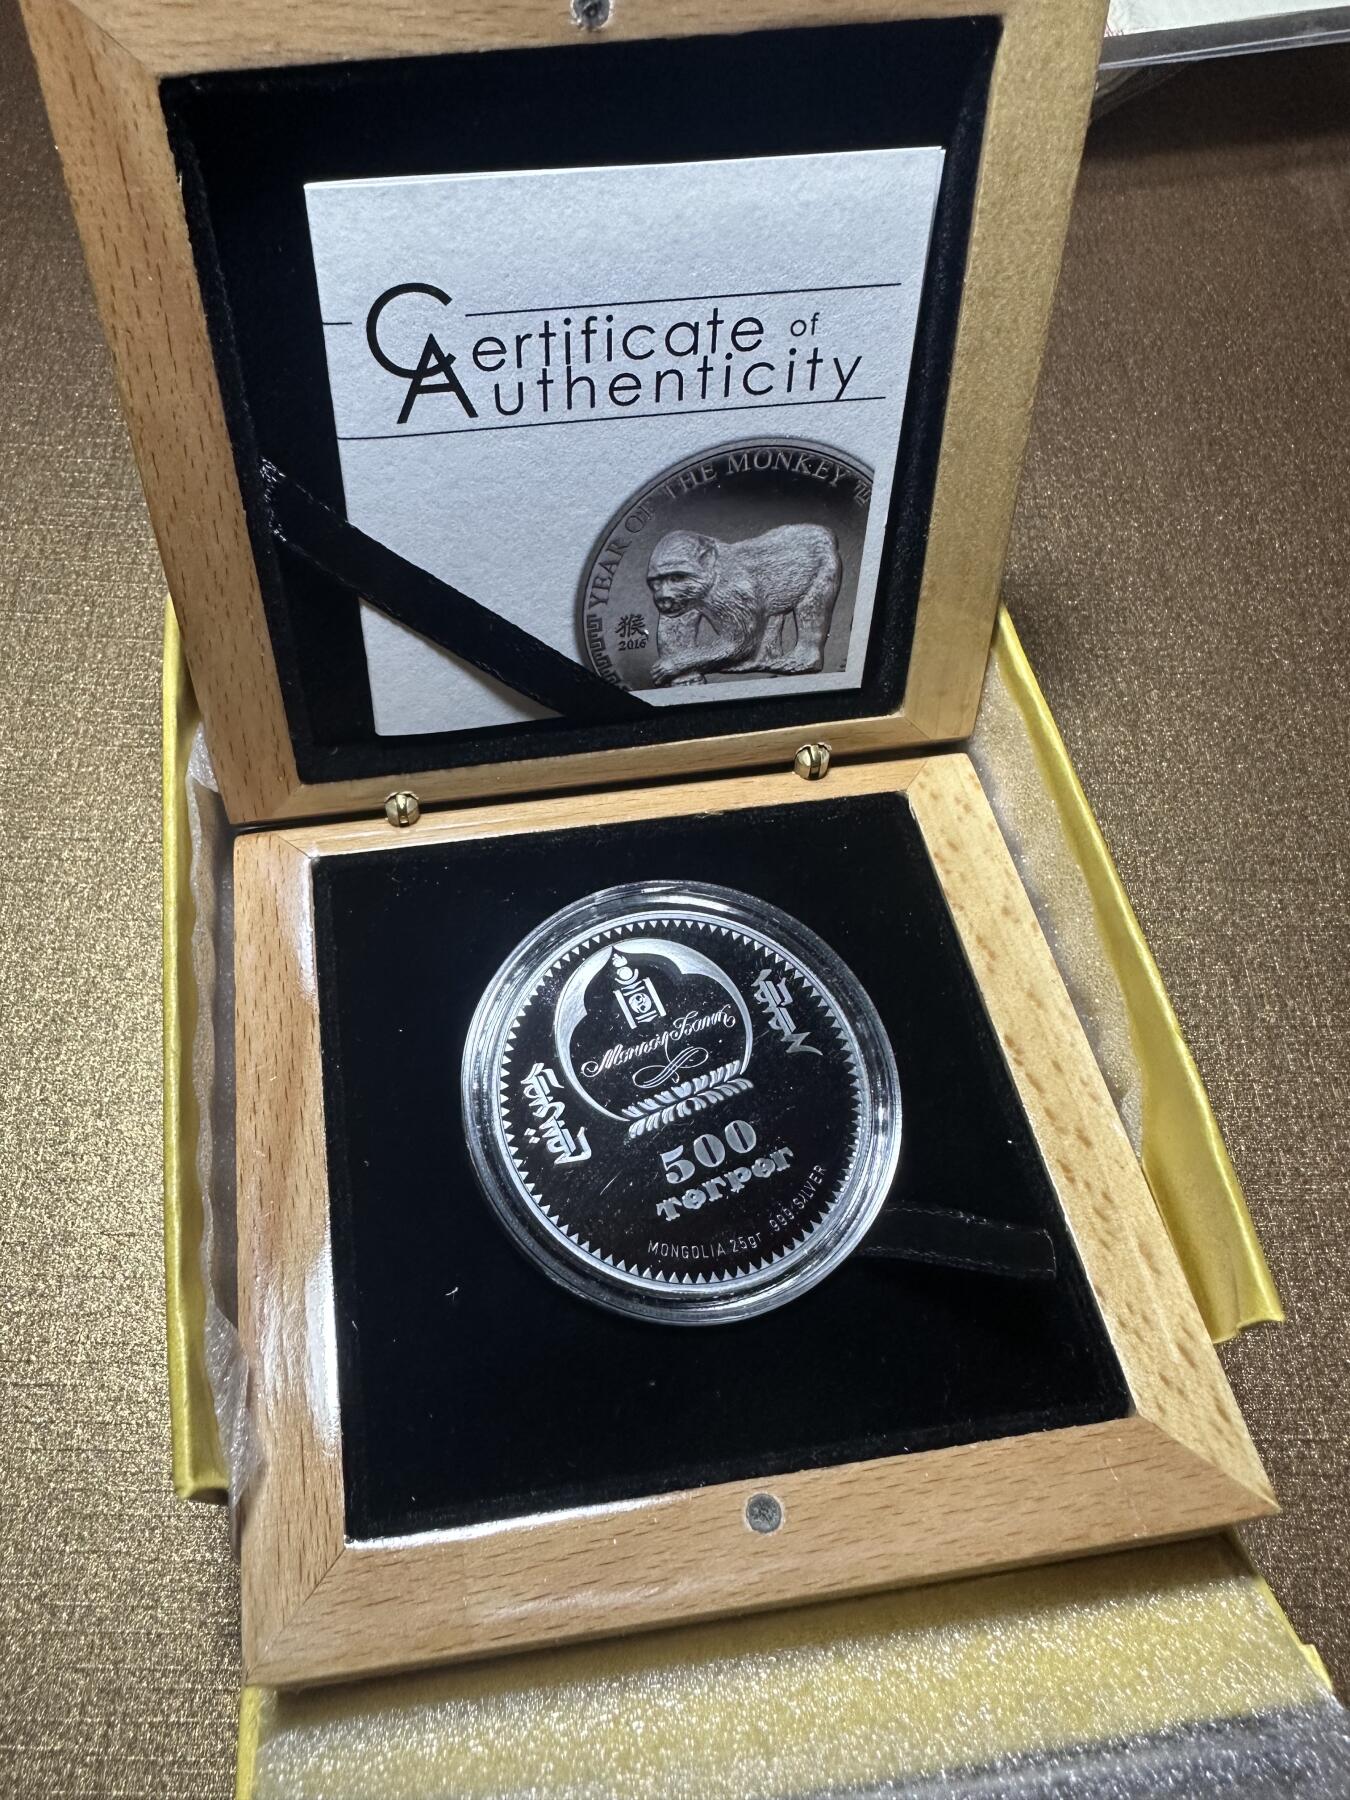 Certificate of
Authenticity
YEAR OF THE MONKEY
猴
2016
Монгол Банк
500
төгрөг
MONGOLIA 25gr .999 SILVER